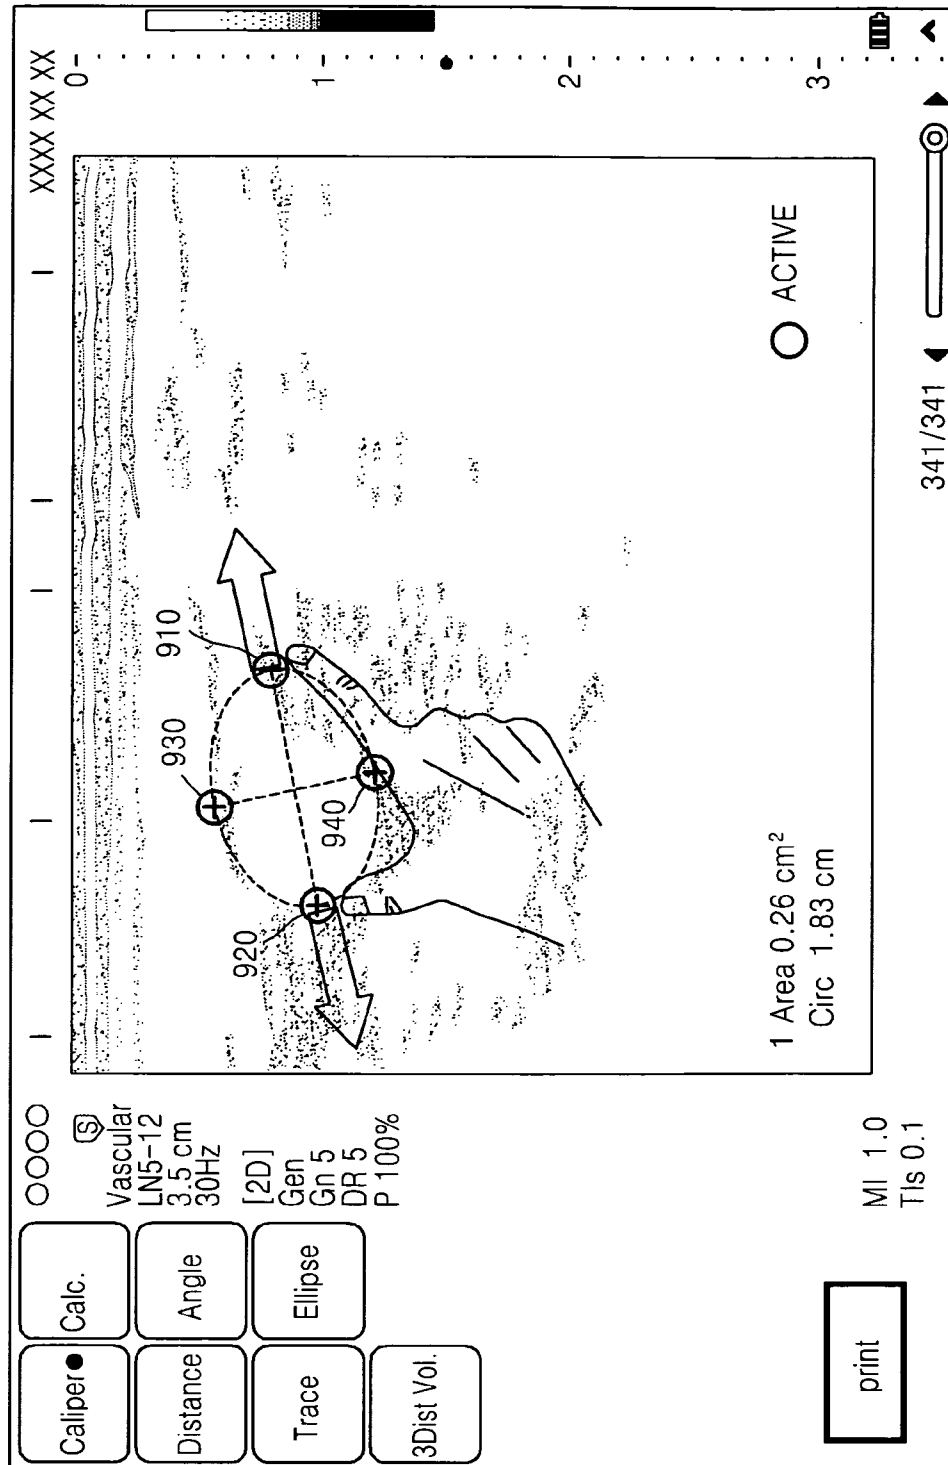 Caliper● Calc.
Distance Angle
Trace Ellipse
3Dist Vol.
print
OOOO
S
Vascular
LN5-12
3.5 cm
30Hz
[2D]
Gen
Gn 5
DR 5
P 100%
MI 1.0
TIs 0.1
XXXX XX XX
0
1
2
3
910
920
930
940
1 Area 0.26 cm²
Circ 1.83 cm
ACTIVE
341/341